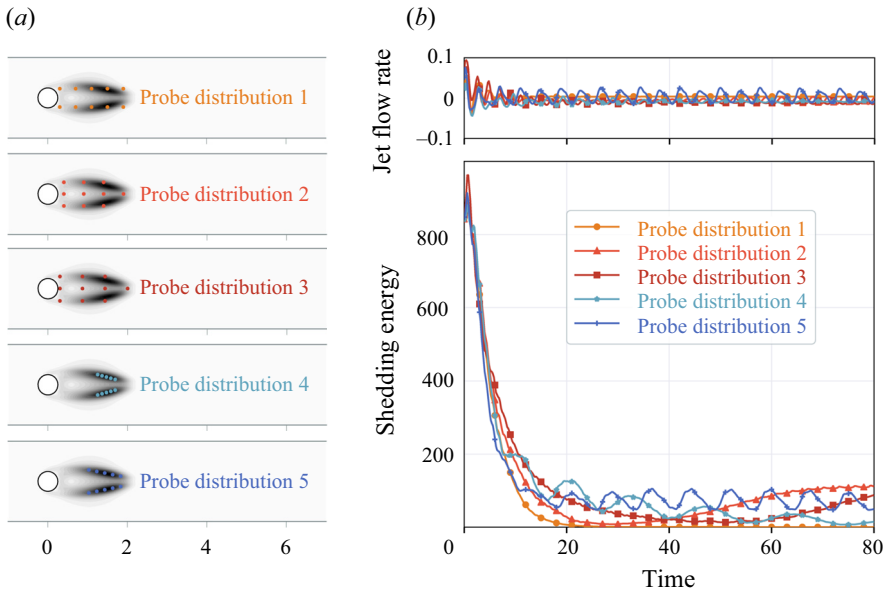 (a)
Probe distribution 1
Probe distribution 2
Probe distribution 3
Probe distribution 4
Probe distribution 5
0 2 4 6
(b)
Jet flow rate
0.1
0
–0.1
Shedding energy
800
600
400
200
0 20 40 60 80
Time
Probe distribution 1
Probe distribution 2
Probe distribution 3
Probe distribution 4
Probe distribution 5